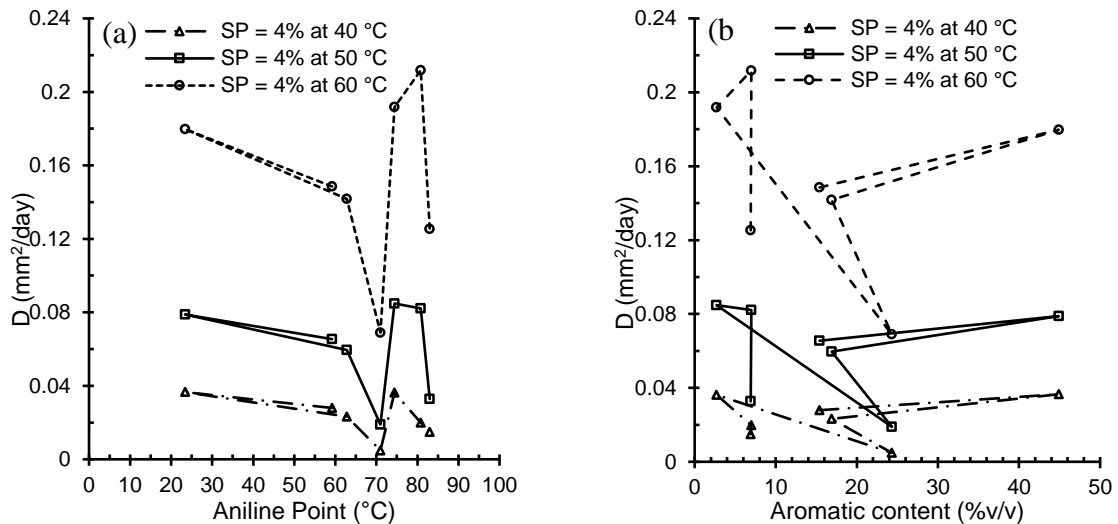 (a)
SP = 4% at 40 °C
SP = 4% at 50 °C
SP = 4% at 60 °C
0.24
0.2
0.16
0.12
0.08
0.04
0
D (mm²/day)
0 10 20 30 40 50 60 70 80 90 100
Aniline Point (°C)
(b
SP = 4% at 40 °C
SP = 4% at 50 °C
SP = 4% at 60 °C
0.24
0.2
0.16
0.12
0.08
0.04
0
D (mm²/day)
0 10 20 30 40 50
Aromatic content (%v/v)